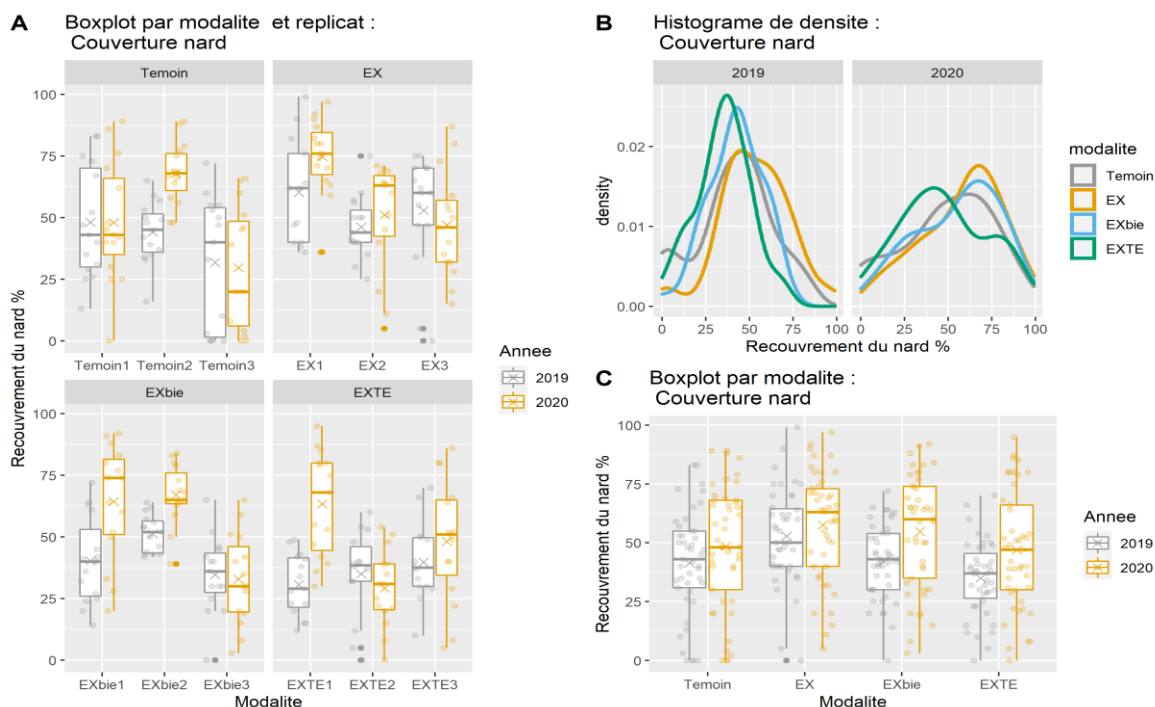 A Boxplot par modalite et replicat :
Couverture nard
Temoin EX
100
75
50
25
0
Temoin1 Temoin2 Temoin3 EX1 EX2 EX3
EXbie EXTE
100
75
50
25
0
EXbie1 EXbie2 EXbie3 EXTE1 EXTE2 EXTE3
Modalite
Recouvrement du nard %
Annee
2019
2020
B Histograme de densite :
Couverture nard
2019 2020
0.02
0.01
0.00
density
0 25 50 75 100 0 25 50 75 100
Recouvrement du nard %
modalite
Temoin
EX
EXbie
EXTE
C Boxplot par modalite :
Couverture nard
100
75
50
25
0
Recouvrement du nard %
Temoin EX EXbie EXTE
Modalite
Annee
2019
2020